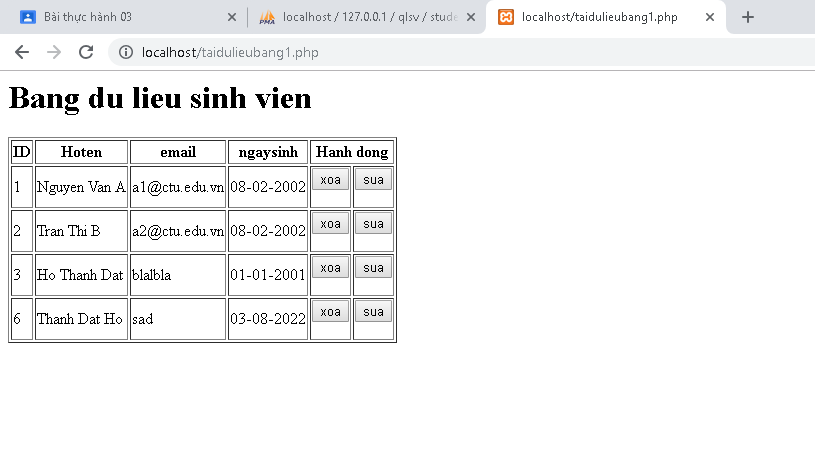 Bài thực hành 03
localhost / 127.0.0.1 / qlsv / stude
localhost/taidulieubang1.php
localhost/taidulieubang1.php
Bang du lieu sinh vien
ID Hoten email ngaysinh Hanh dong
1 Nguyen Van A a1@ctu.edu.vn 08-02-2002 xoa sua
2 Tran Thi B a2@ctu.edu.vn 08-02-2002 xoa sua
3 Ho Thanh Dat blalbla 01-01-2001 xoa sua
6 Thanh Dat Ho sad 03-08-2022 xoa sua